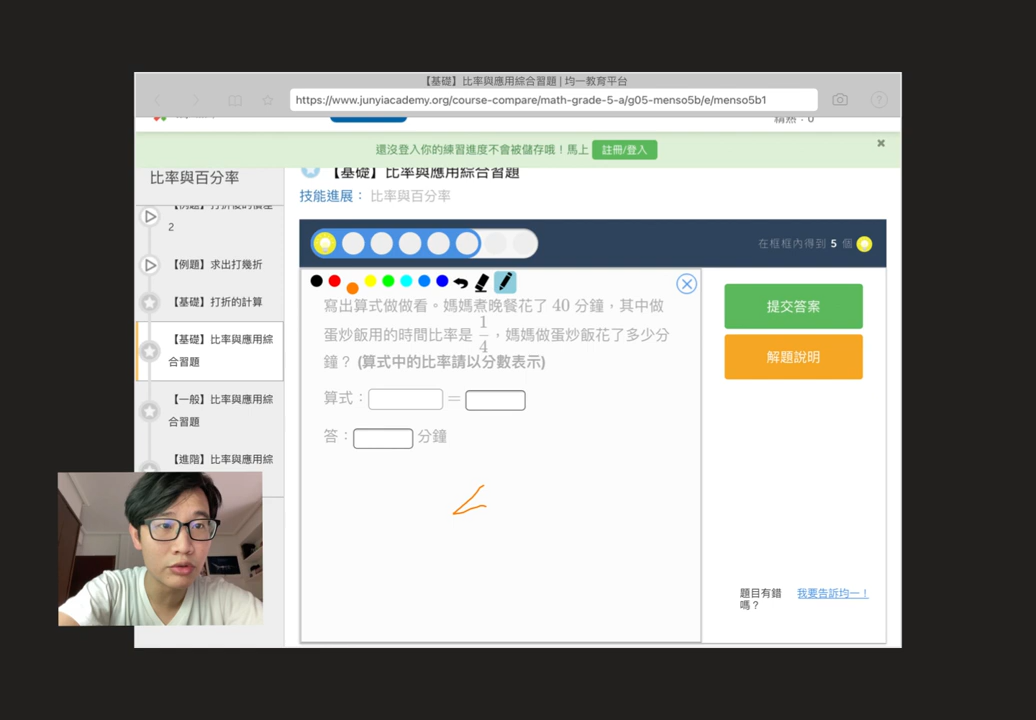 【基礎】比率與應用綜合習題 | 均一教育平台
https://www.junyiacademy.org/course-compare/math-grade-5-a/g05-menso5b/e/menso5b1
?
精熟：0
還沒登入你的練習進度不會被儲存哦！馬上 註冊/登入
比率與百分率
【例題】打折後的價差
2
【例題】求出打幾折
【基礎】打折的計算
【基礎】比率與應用綜
合習題
【一般】比率與應用綜
合習題
【進階】比率與應用綜
【基礎】比率與應用綜合習題
技能進展： 比率與百分率
在框框內得到 5 個
寫出算式做做看。媽媽煮晚餐花了 40 分鐘，其中做
蛋炒飯用的時間比率是 1/4，媽媽做蛋炒飯花了多少分
鐘？ (算式中的比率請以分數表示)
算式： =
答： 分鐘
提交答案
解題說明
題目有錯
嗎？
我要告訴均一！